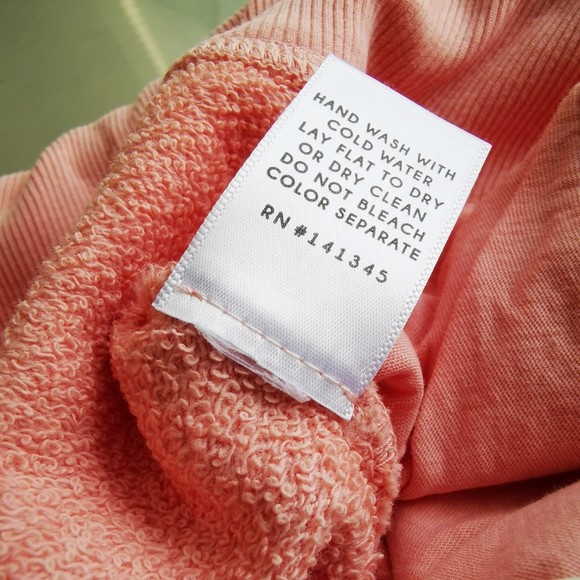 HAND WASH WITH
COLD WATER
LAY FLAT TO DRY
OR DRY CLEAN
DO NOT BLEACH
COLOR SEPARATE
RN #141345